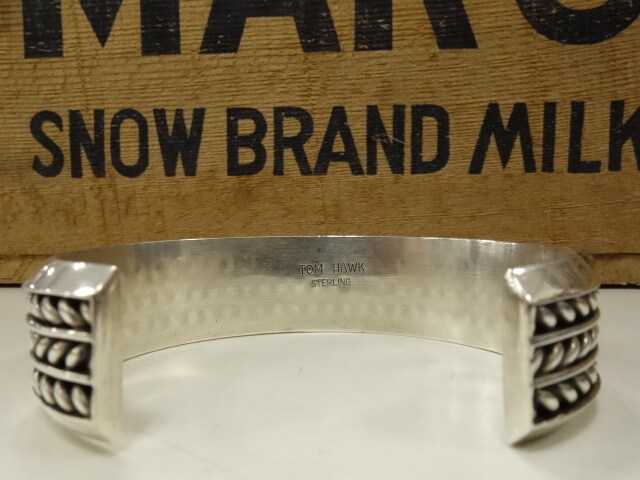 SNOW BRAND MILK
TOM HAWK
STERLING